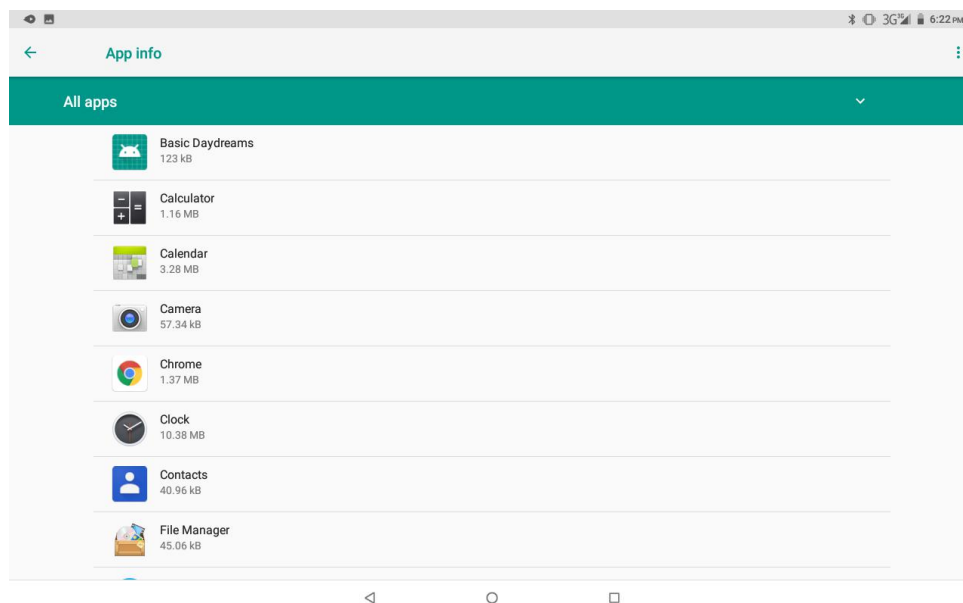 3G 3G 6:22 PM
App info
All apps
Basic Daydreams
123 kB
Calculator
1.16 MB
Calendar
3.28 MB
Camera
57.34 kB
Chrome
1.37 MB
Clock
10.38 MB
Contacts
40.96 kB
File Manager
45.06 kB